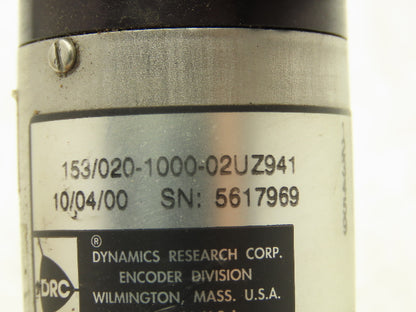 153/020-1000-02UZ941
10/04/00 SN: 5617969
®
DRC
DYNAMICS RESEARCH CORP.
ENCODER DIVISION
WILMINGTON, MASS. U.S.A.